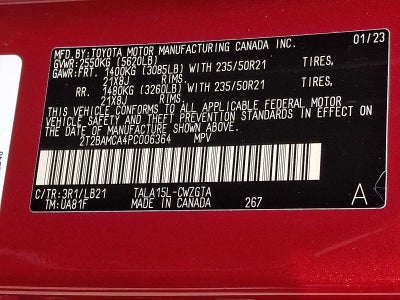 MFD.BY:TOYOTA MOTOR MANUFACTURING CANADA INC. 01/23
GVWR:2550KG (5620LB)
GAWR:FRT. 1400KG (3085LB) WITH 235/50R21 TIRES,
21X8J RIMS
RR. 1480KG (3260LB) WITH 235/50R21 TIRES,
21X8J RIMS
THIS VEHICLE CONFORMS TO ALL APPLICABLE FEDERAL MOTOR
VEHICLE SAFETY AND THEFT PREVENTION STANDARDS IN EFFECT ON
THE DATE OF MANUFACTURE SHOWN ABOVE.
2T2BAMCA4PC006364 MPV
C/TR:3R1/LB21 TALA15L-CWZGTA
TM:UA81F MADE IN CANADA 267 A